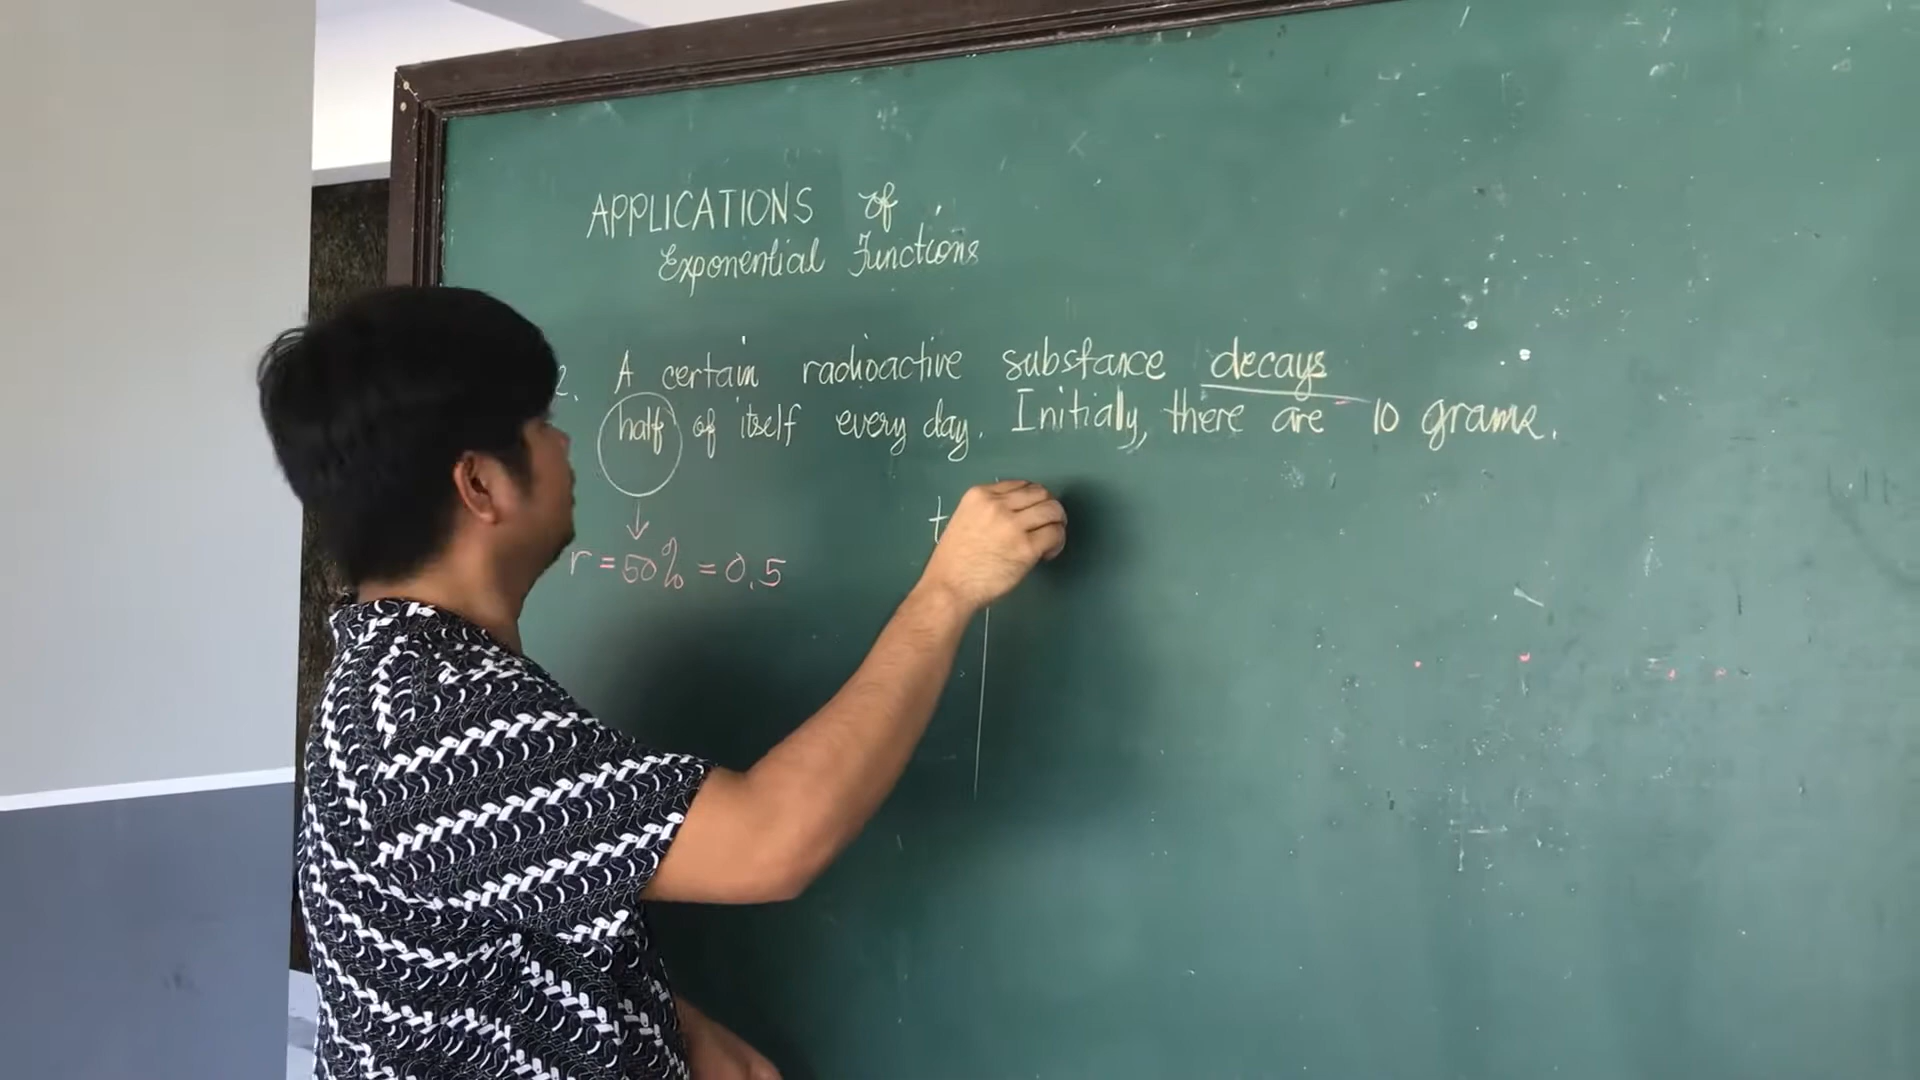 APPLICATIONS of
Exponential Functions
2. A certain radioactive substance decays
half of itself every day. Initially, there are 10 grams.
t
r = 50% = 0.5